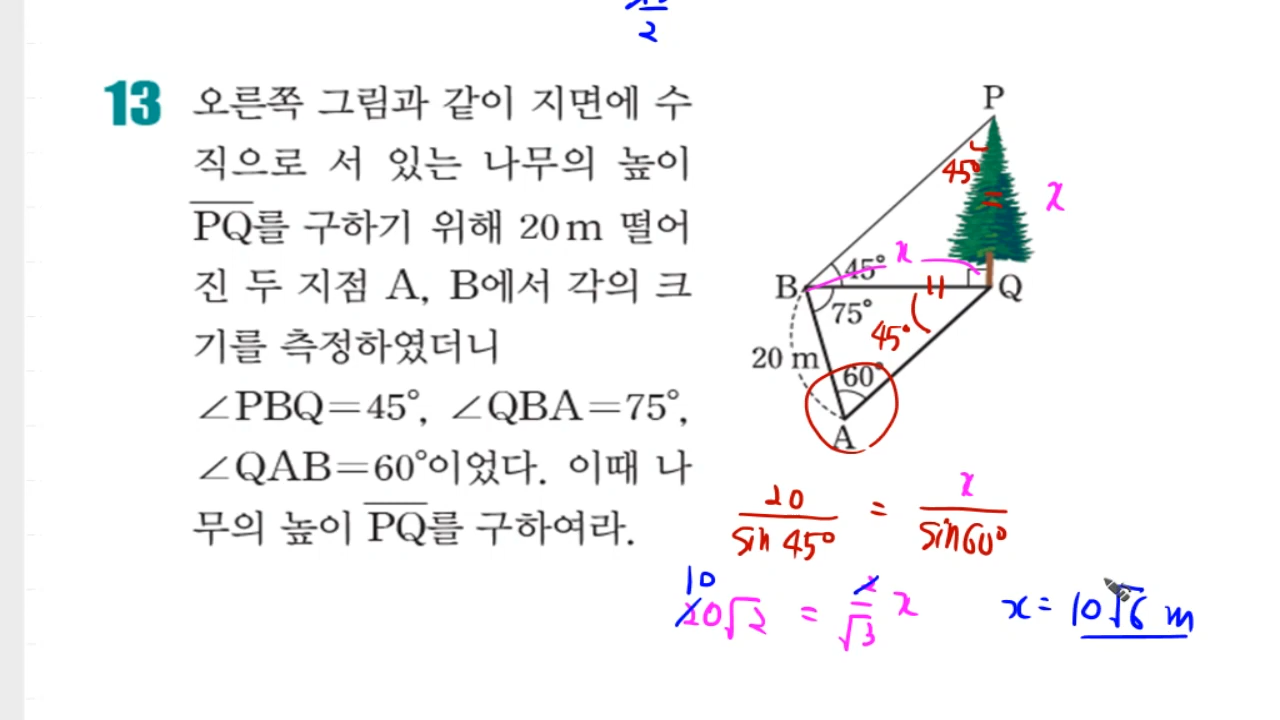 2
13 오른쪽 그림과 같이 지면에 수
직으로 서 있는 나무의 높이
PQ를 구하기 위해 20 m 떨어
진 두 지점 A, B에서 각의 크
기를 측정하였더니
∠PBQ=45°, ∠QBA=75°,
∠QAB=60°이었다. 이때 나
무의 높이 PQ를 구하여라.
P
45°
x
x
45°
B
Q
75°
45°
20 m
60°
A
20/sin 45° = x/sin 60°
10
20√2 = 2/√3 x
x = 10√6 m